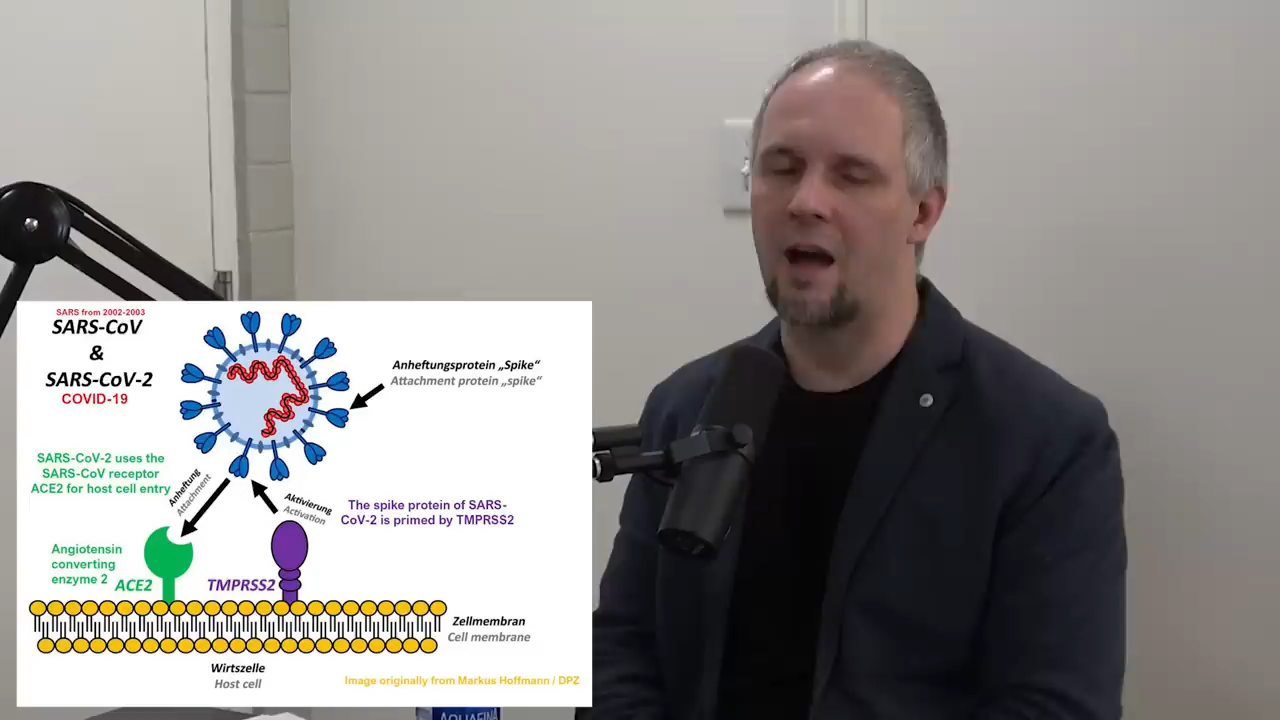 SARS from 2002-2003
SARS-CoV
&
SARS-CoV-2
COVID-19
Anheftungsprotein „Spike“
Attachment protein „spike“
SARS-CoV-2 uses the
SARS-CoV receptor
ACE2 for host cell entry
Anheftung
Attachment
Aktivierung
Activation
The spike protein of SARS-
CoV-2 is primed by TMPRSS2
Angiotensin
converting
enzyme 2
ACE2
TMPRSS2
Zellmembran
Cell membrane
Wirtszelle
Host cell
Image originally from Markus Hoffmann / DPZ
AQUAFINA